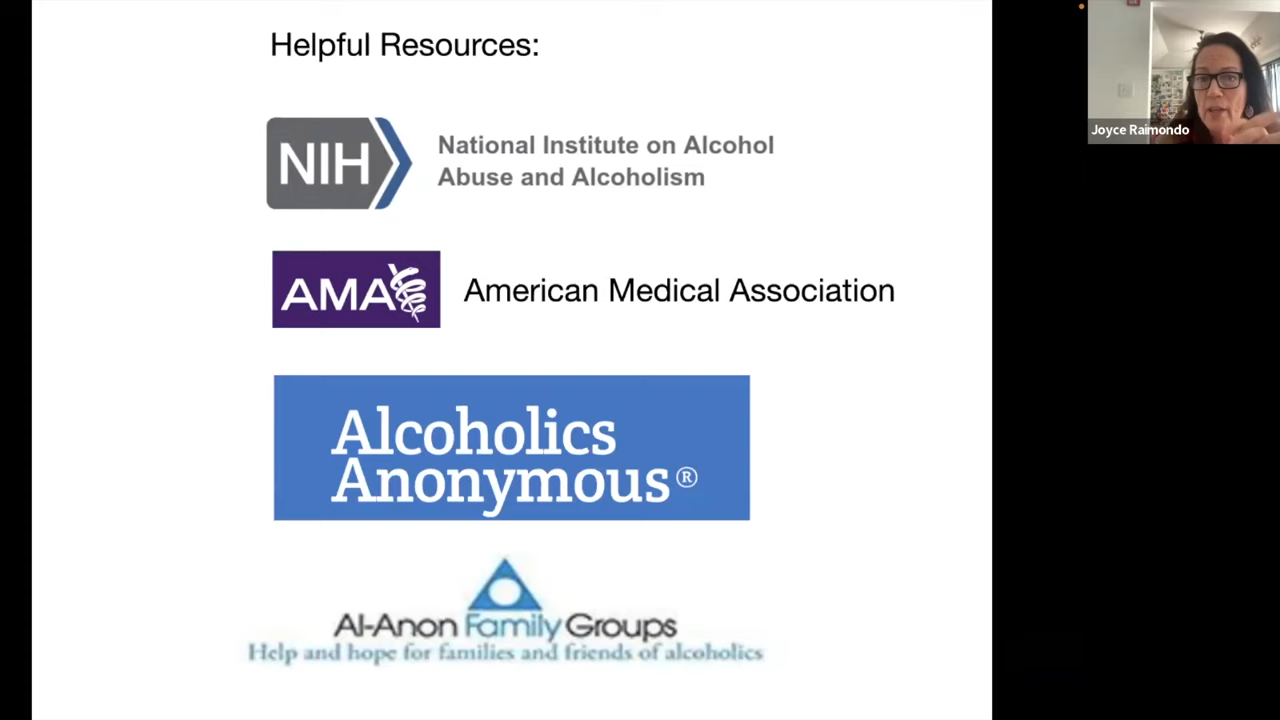 Helpful Resources:
NIH
National Institute on Alcohol
Abuse and Alcoholism
AMA
American Medical Association
Alcoholics
Anonymous®
Al-Anon Family Groups
Help and hope for families and friends of alcoholics
Joyce Raimondo